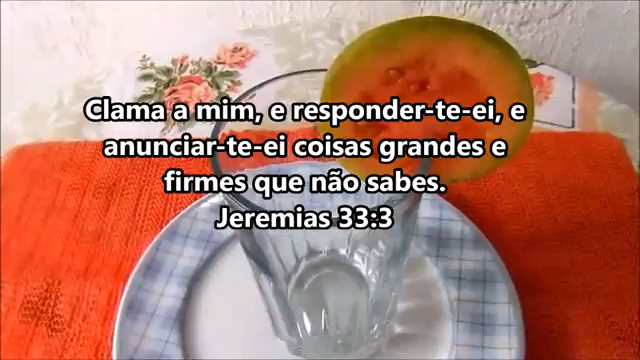 Clama a mim, e responder-te-ei, e
anunciar-te-ei coisas grandes e
firmes que não sabes.
Jeremias 33:3